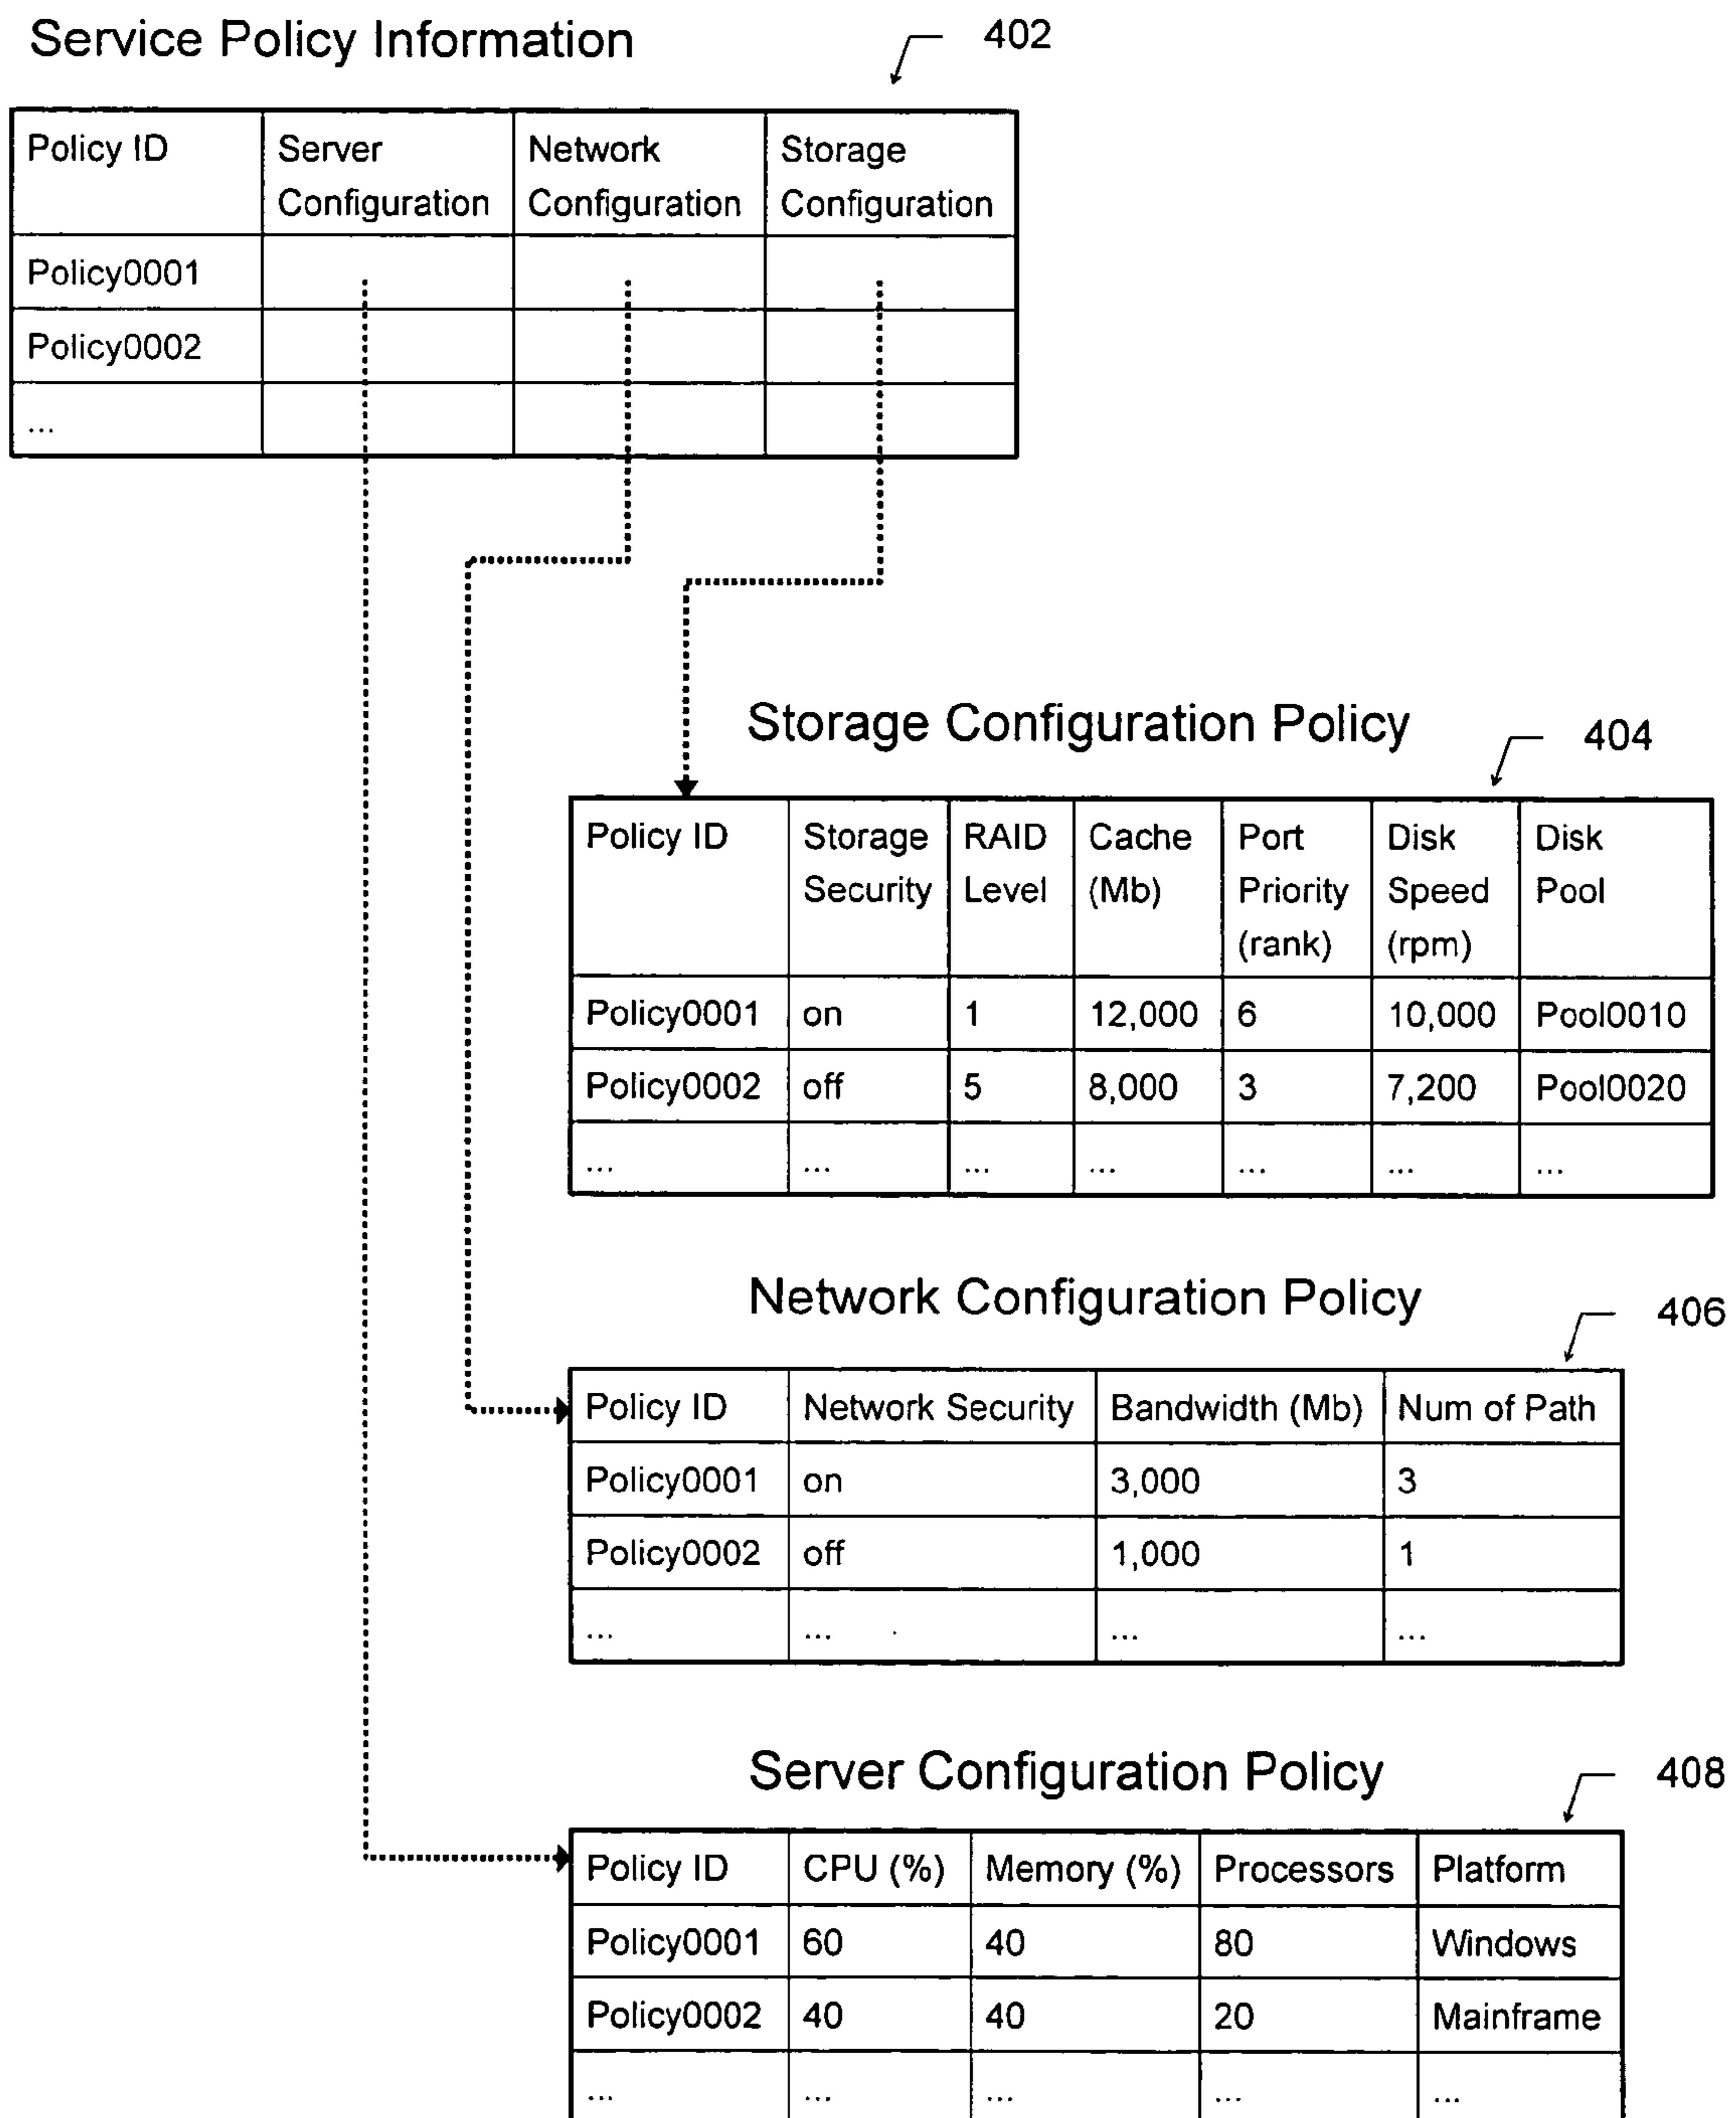 Service Policy Information
402
Policy ID Server Configuration Network Configuration Storage Configuration
Policy0001
Policy0002
...
Storage Configuration Policy
404
Policy ID Storage Security RAID Level Cache (Mb) Port Priority (rank) Disk Speed (rpm) Disk Pool
Policy0001 on 1 12,000 6 10,000 Pool0010
Policy0002 off 5 8,000 3 7,200 Pool0020
... ... ... ... ... ... ...
Network Configuration Policy
406
Policy ID Network Security Bandwidth (Mb) Num of Path
Policy0001 on 3,000 3
Policy0002 off 1,000 1
... ... ... ...
Server Configuration Policy
408
Policy ID CPU (%) Memory (%) Processors Platform
Policy0001 60 40 80 Windows
Policy0002 40 40 20 Mainframe
... ... ... ... ...